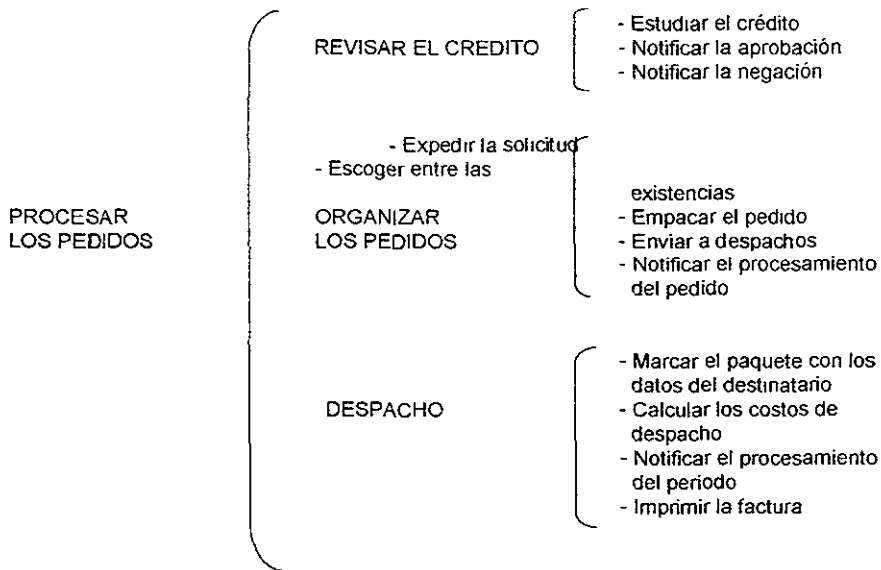 REVISAR EL CREDITO
- Estudiar el crédito
- Notificar la aprobación
- Notificar la negación
- Expedir la solicitud
- Escoger entre las
existencias
PROCESAR
LOS PEDIDOS
ORGANIZAR
LOS PEDIDOS
- Empacar el pedido
- Enviar a despachos
- Notificar el procesamiento
del pedido
DESPACHO
- Marcar el paquete con los
datos del destinatario
- Calcular los costos de
despacho
- Notificar el procesamiento
del periodo
- Imprimir la factura